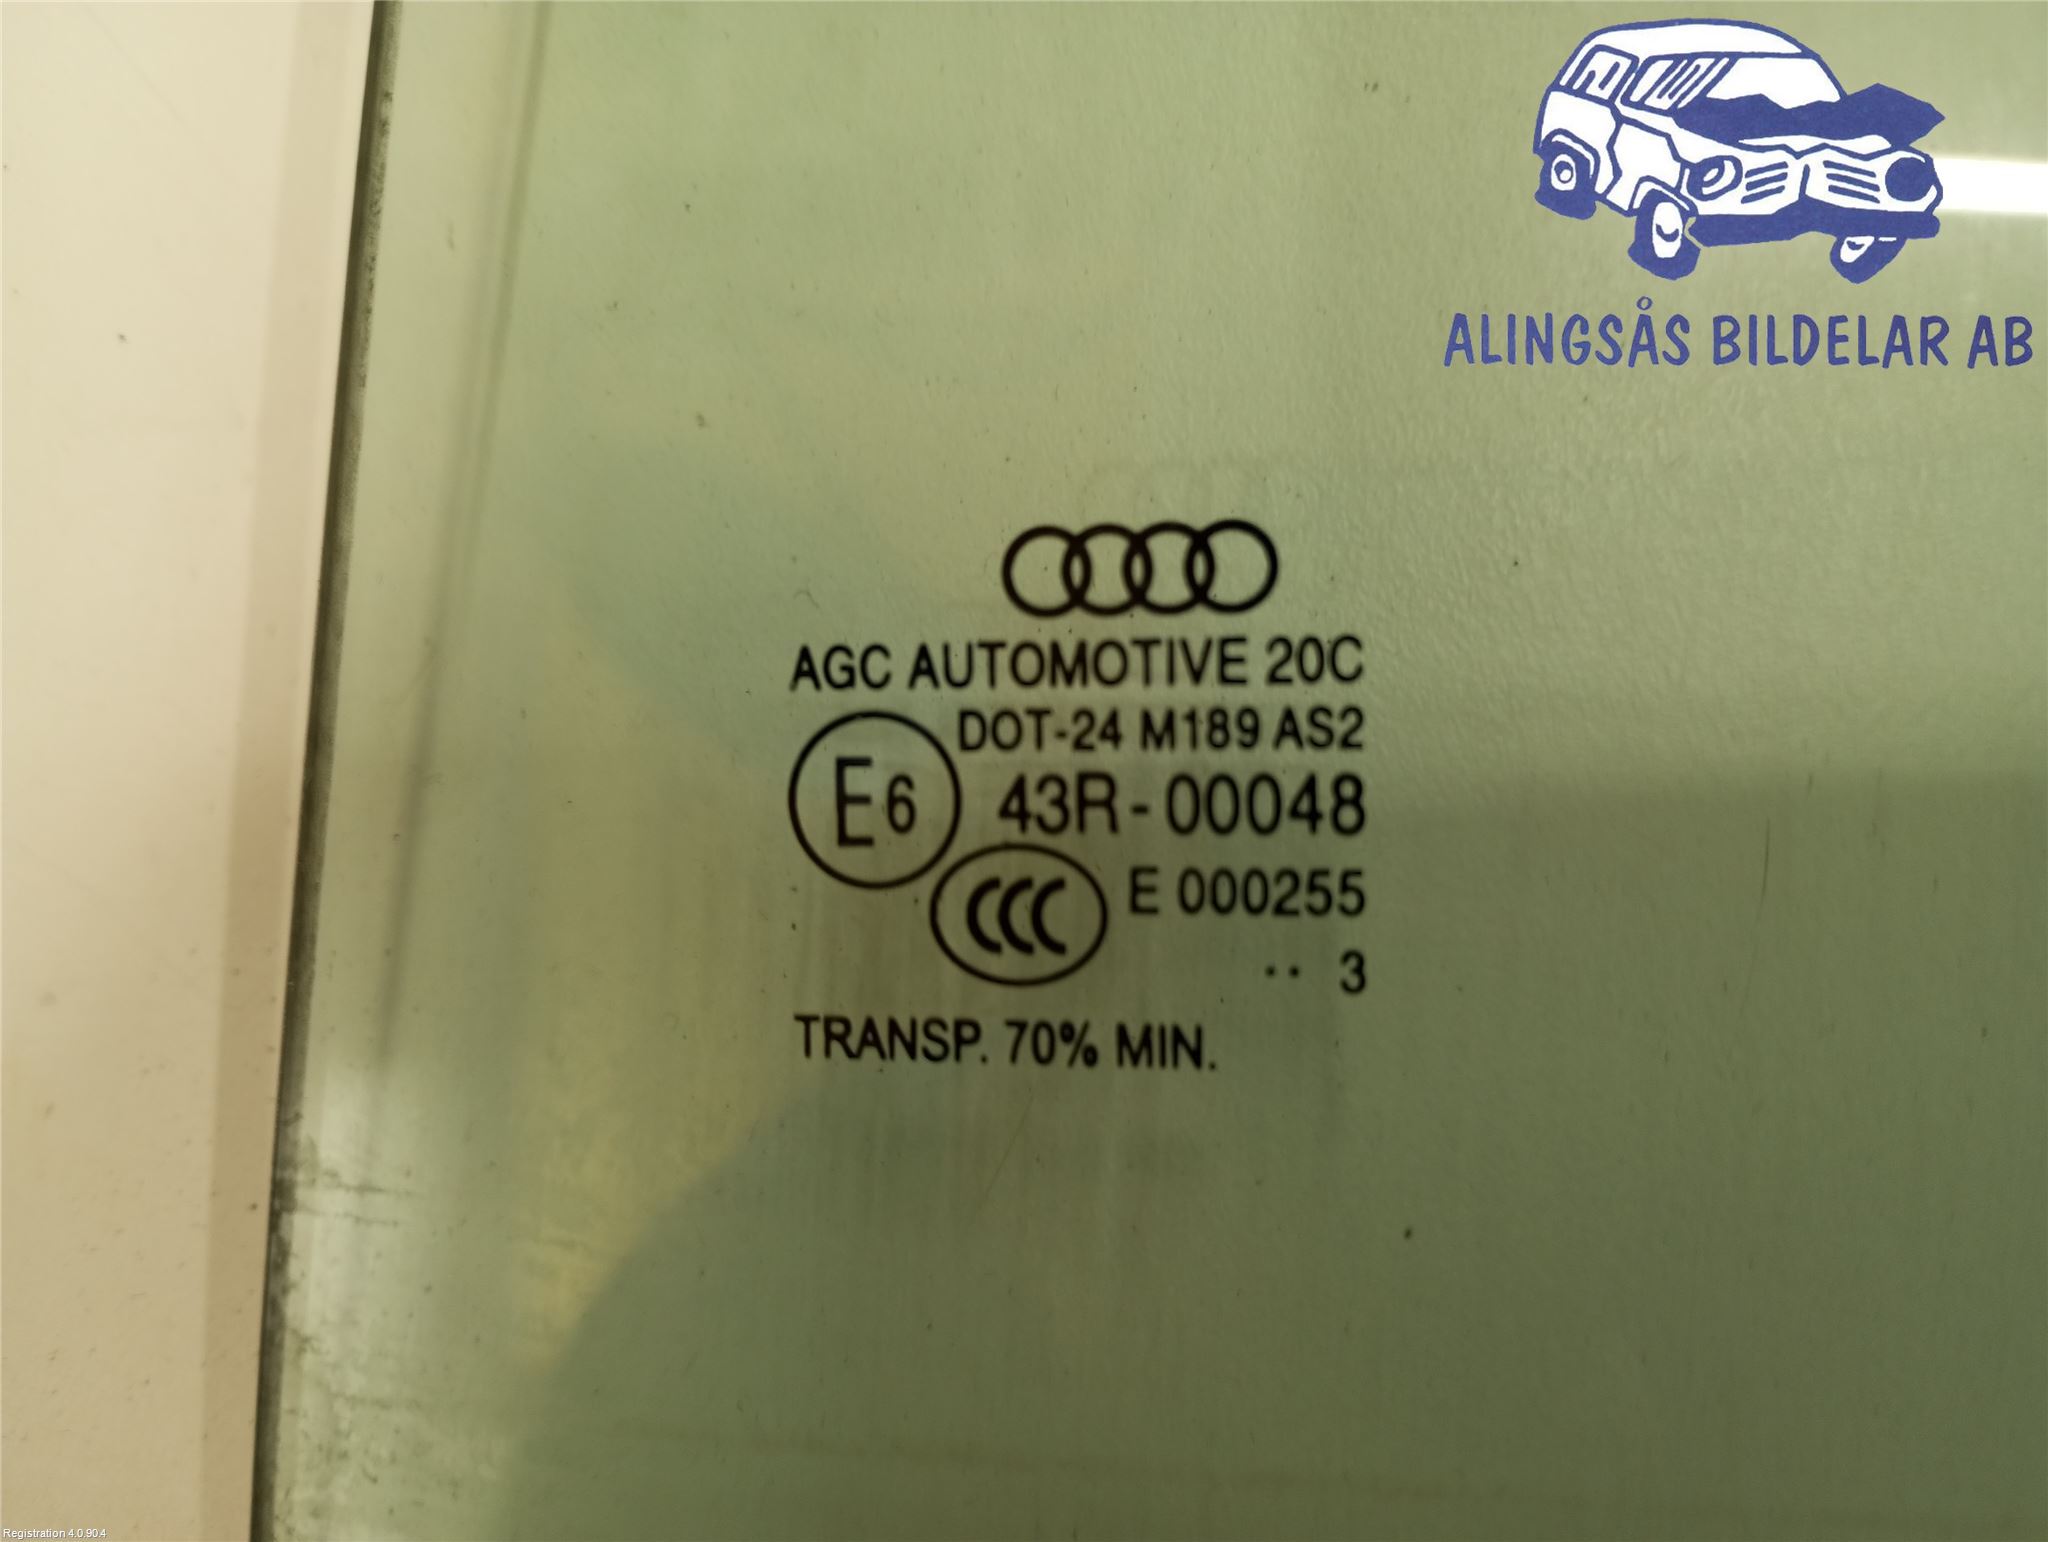 ALINGSÅS BILDELAR AB
AGC AUTOMOTIVE 20C
DOT-24 M189 AS2
E6 43R-00048
CCC E 000255
·· 3
TRANSP. 70% MIN.
Registration 4.0.90.4